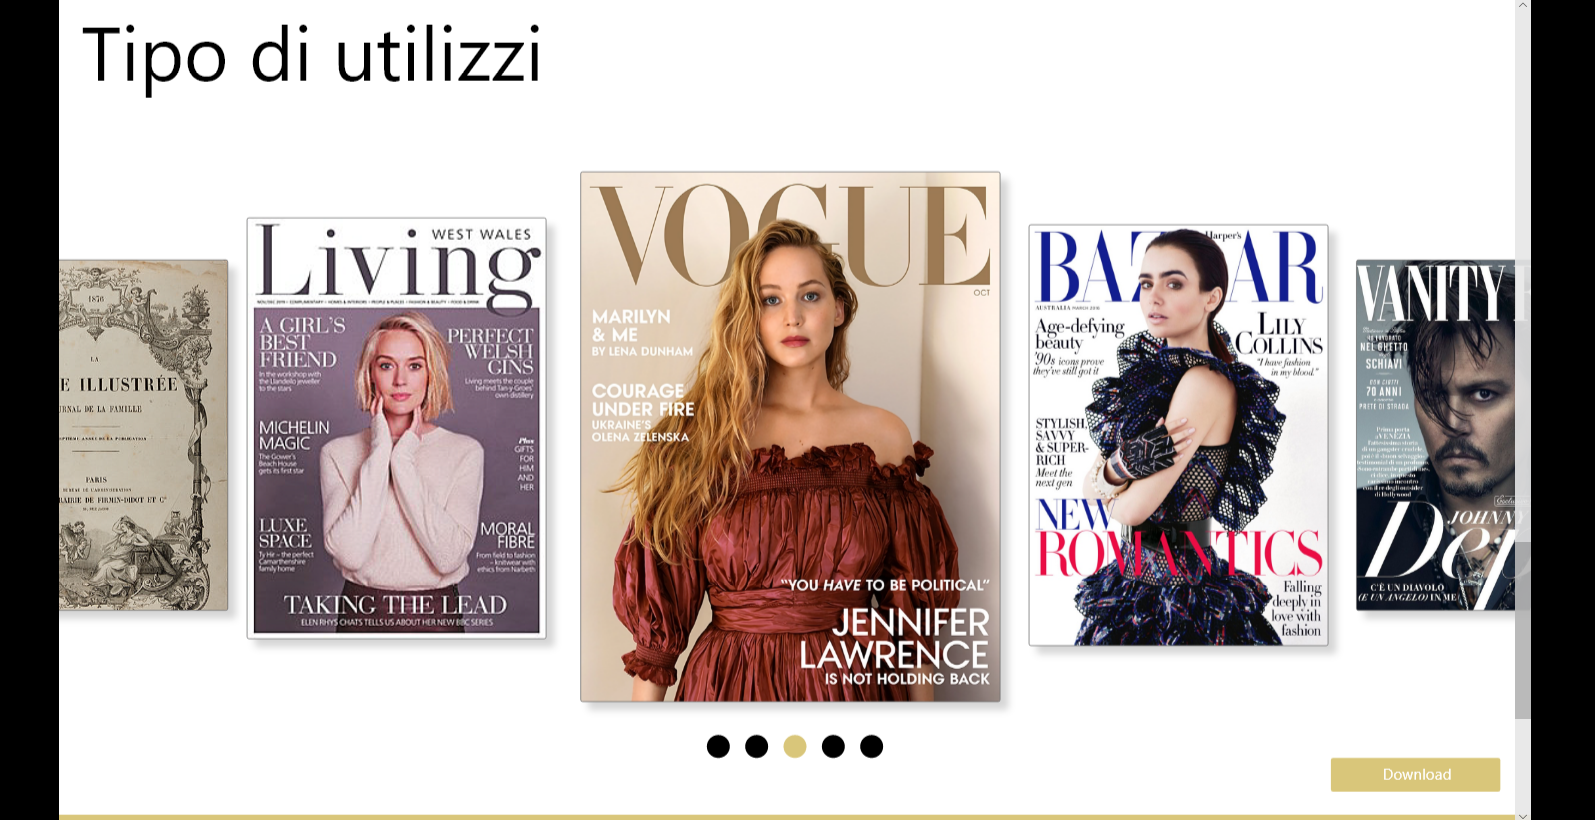 Tipo di utilizzi
1876
LA
E ILLUSTRÉE
RNAL DE LA FAMILLE
PARIS
RAIRIE DE FIRMIN-DIDOT ET Cⁱᵉ
WEST WALES
Living
A GIRL'S
BEST
FRIEND
In the workshop with
the Llandeilo jeweller
to the stars
PERFECT
WELSH
GINS
Living meets the couple
behind Tan-y-Groes'
own distillery
MICHELIN
MAGIC
The Gower's
Beach House
gets its first star
Plus
GIFTS
FOR
HIM
AND
HER
LUXE
SPACE
Ty Hir – the perfect
Carmarthenshire
family home
MORAL
FIBRE
From field to fashion
– knitwear with
ethics from Narbeth
TAKING THE LEAD
ELEN RHYS CHATS TELLS US ABOUT HER NEW BBC SERIES
VOGUE
OCT
MARILYN
& ME
BY LENA DUNHAM
COURAGE
UNDER FIRE
UKRAINE'S
OLENA ZELENSKA
"YOU HAVE TO BE POLITICAL"
JENNIFER
LAWRENCE
IS NOT HOLDING BACK
Harper's
BAZAAR
AUSTRALIA MARCH 2016
Age-defying
beauty
'90s icons prove
they've still got it
LILY
COLLINS
"I have fashion
in my blood."
STYLISH,
SAVVY
& SUPER-
RICH
Meet the
next gen
NEW
ROMANTICS
Falling
deeply in
love with
fashion
VANITY F
NEL GHETTO
SCHIAVI
70 ANNI
PRETE DI STRADA
Prima porta
a VENEZIA
di Hollywood
JOHNNY
Dep
C'È UN DIAVOLO
(E UN ANGELO) IN ME
Download